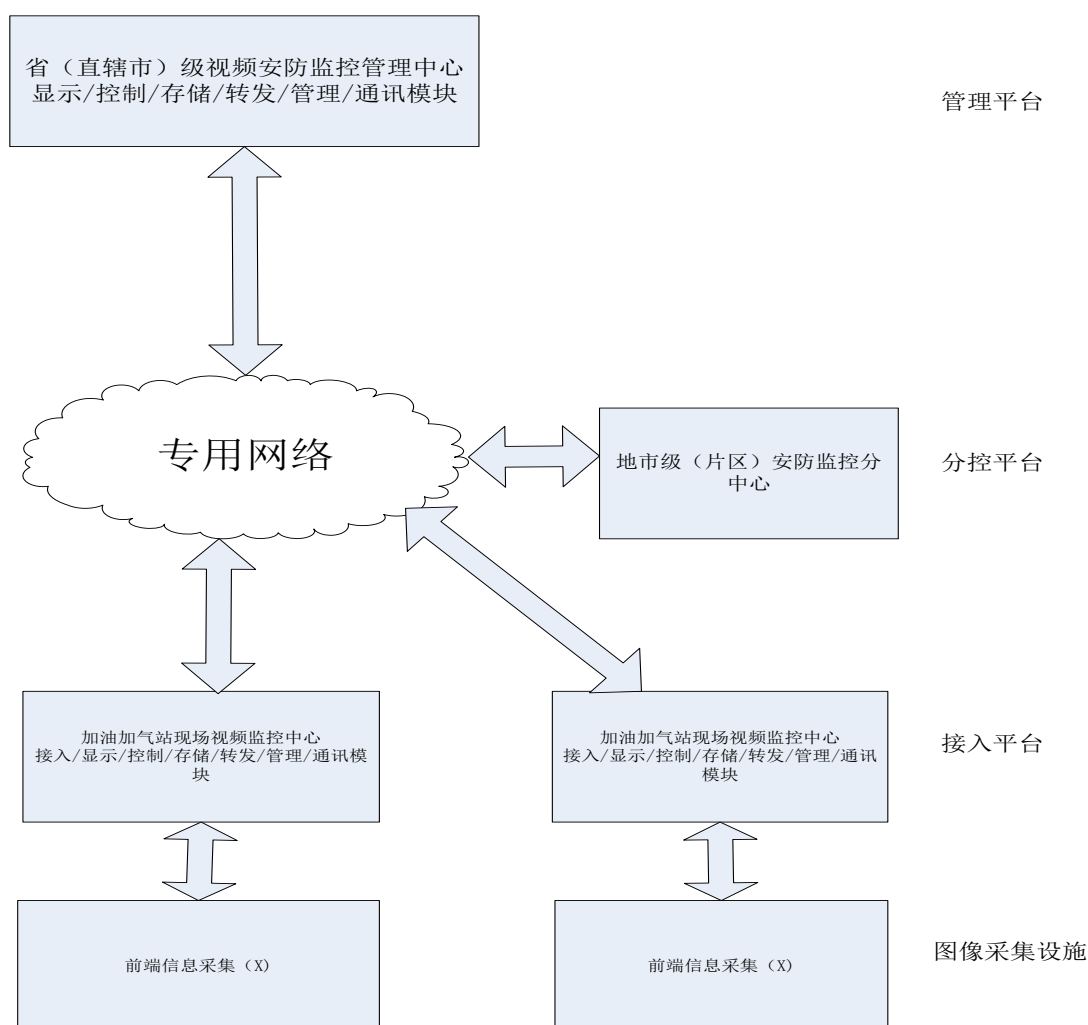 省（直辖市）级视频安防监控管理中心
显示/控制/存储/转发/管理/通讯模块
管理平台
专用网络
地市级（片区）安防监控分
中心
分控平台
加油加气站现场视频监控中心
接入/显示/控制/存储/转发/管理/通讯模
块
加油加气站现场视频监控中心
接入/显示/控制/存储/转发/管理/通讯
模块
接入平台
前端信息采集（X)
前端信息采集（X)
图像采集设施